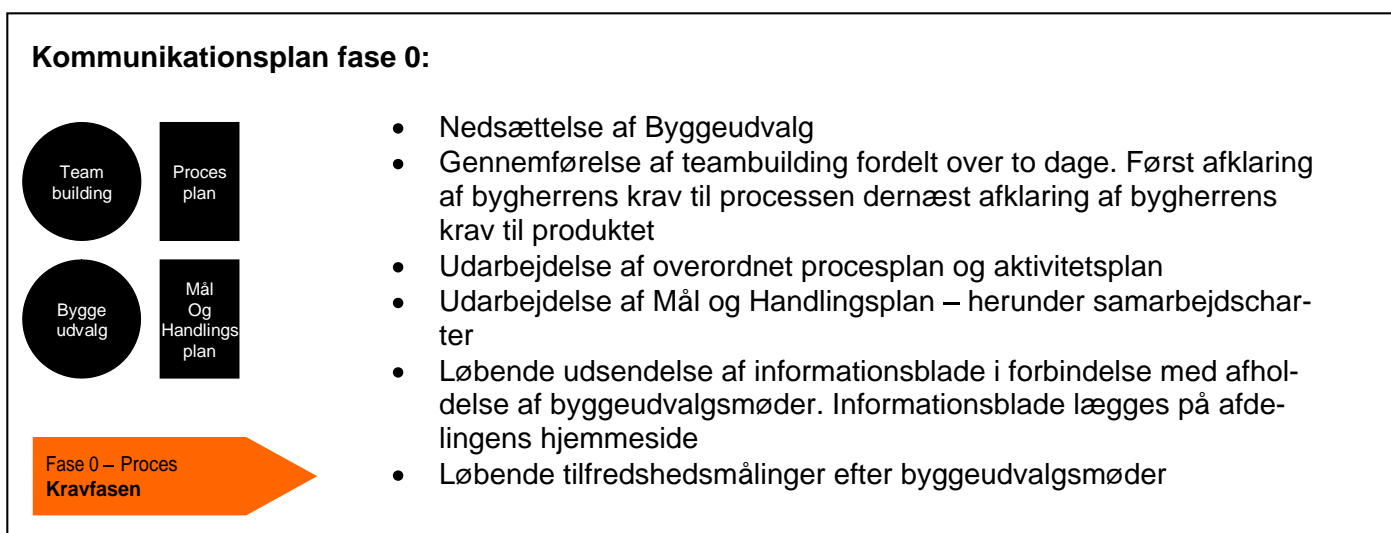 Kommunikationsplan fase 0:
Team
building
Proces
plan
Bygge
udvalg
Mål
Og
Handlings
plan
Fase 0 – Proces
Kravfasen
• Nedsættelse af Byggeudvalg
• Gennemførelse af teambuilding fordelt over to dage. Først afklaring
af bygherrens krav til processen dernæst afklaring af bygherrens
krav til produktet
• Udarbejdelse af overordnet procesplan og aktivitetsplan
• Udarbejdelse af Mål og Handlingsplan – herunder samarbejdschar-
ter
• Løbende udsendelse af informationsblade i forbindelse med afhol-
delse af byggeudvalgsmøder. Informationsblade lægges på afde-
lingens hjemmeside
• Løbende tilfredshedsmålinger efter byggeudvalgsmøder